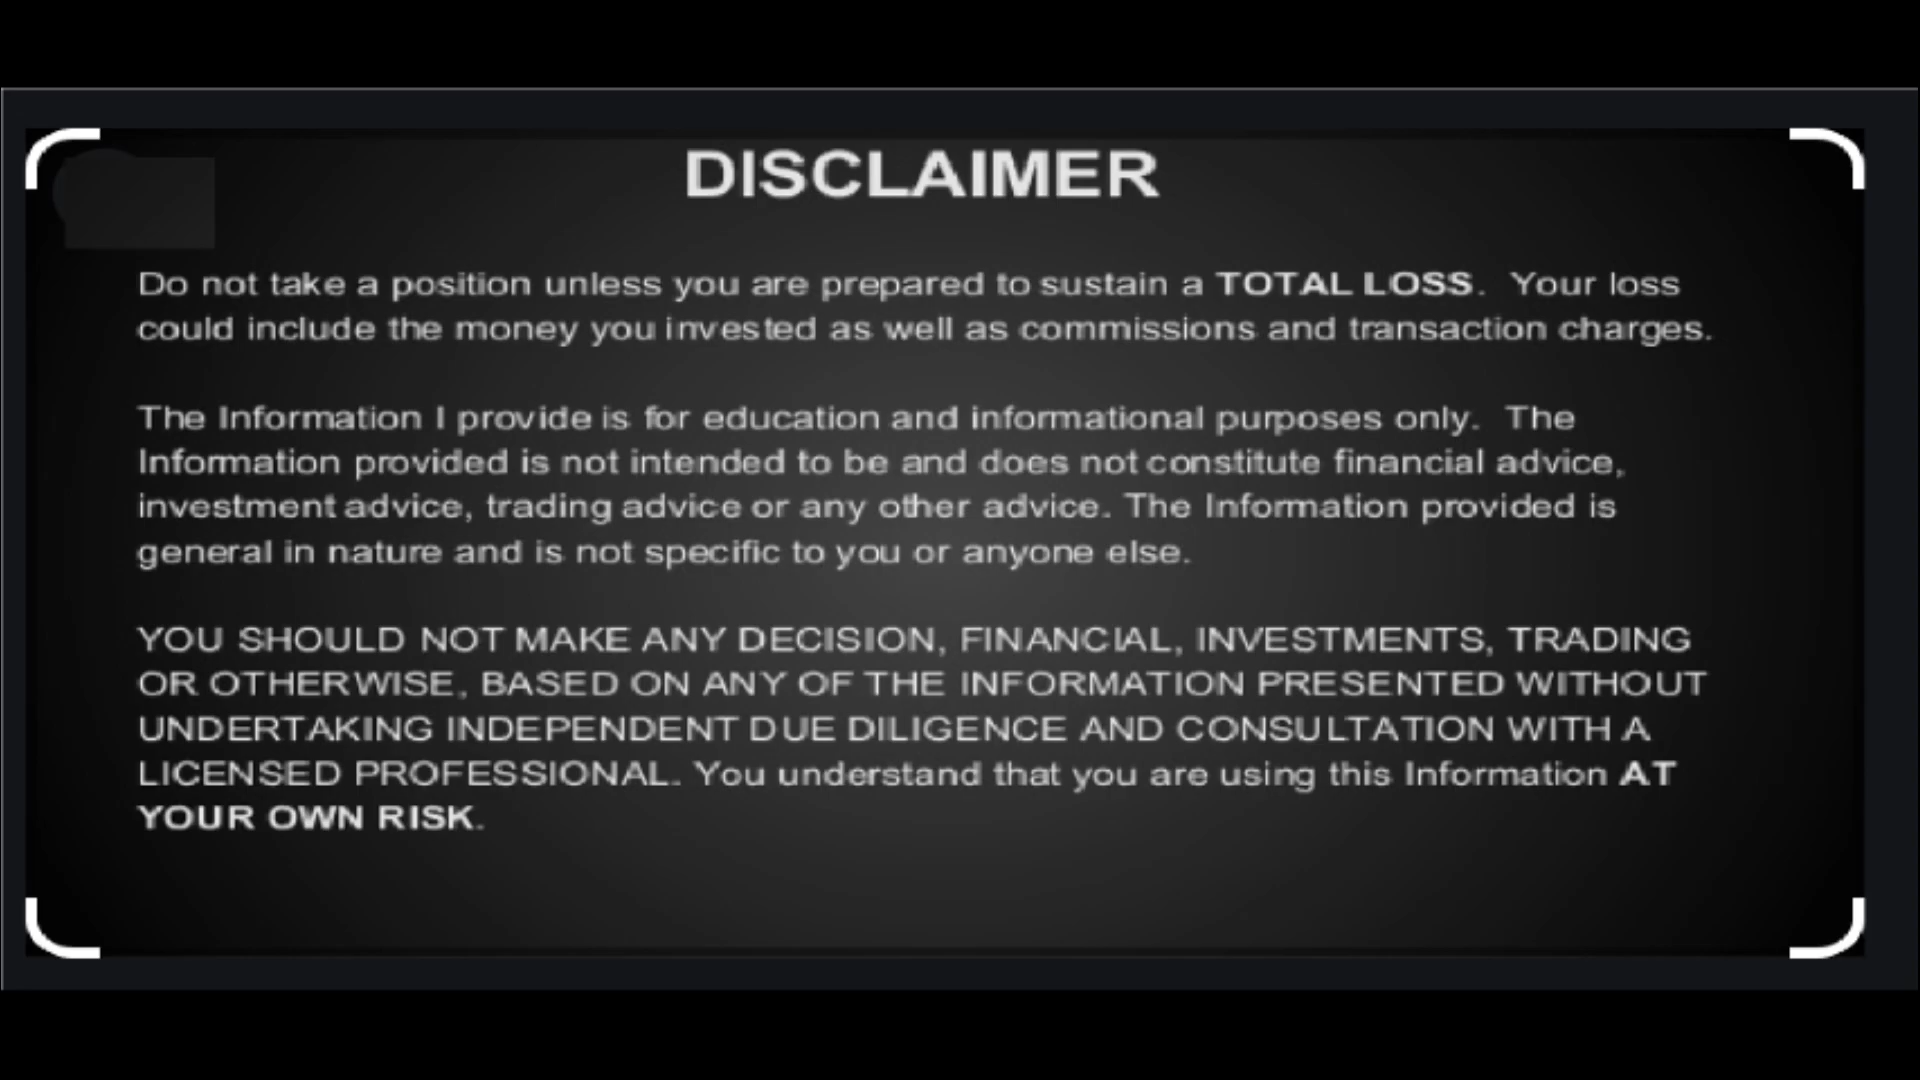 DISCLAIMER
Do not take a position unless you are prepared to sustain a TOTAL LOSS. Your loss
could include the money you invested as well as commissions and transaction charges.
The Information I provide is for education and informational purposes only. The
Information provided is not intended to be and does not constitute financial advice,
investment advice, trading advice or any other advice. The Information provided is
general in nature and is not specific to you or anyone else.
YOU SHOULD NOT MAKE ANY DECISION, FINANCIAL, INVESTMENTS, TRADING
OR OTHERWISE, BASED ON ANY OF THE INFORMATION PRESENTED WITHOUT
UNDERTAKING INDEPENDENT DUE DILIGENCE AND CONSULTATION WITH A
LICENSED PROFESSIONAL. You understand that you are using this Information AT
YOUR OWN RISK.